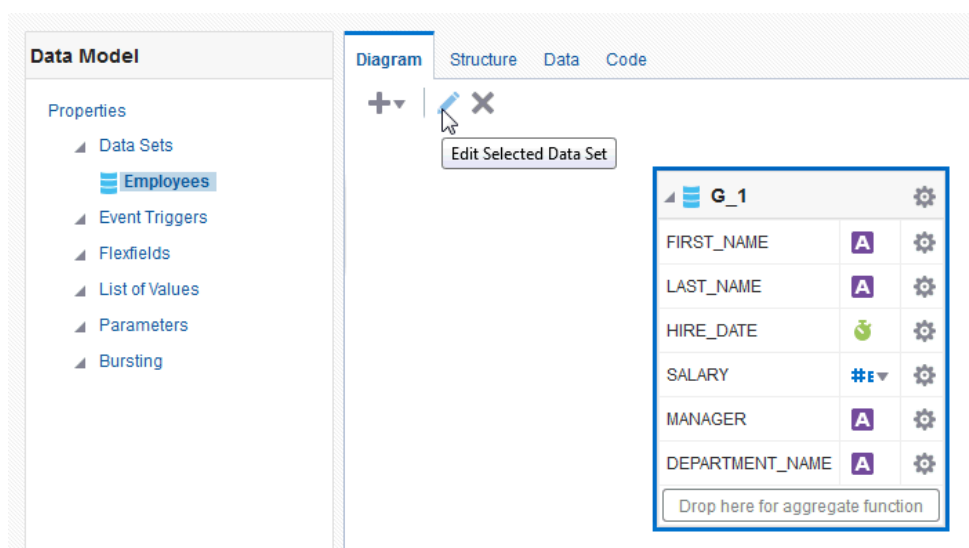 Data Model
Properties
Data Sets
Employees
Event Triggers
Flexfields
List of Values
Parameters
Bursting
Diagram Structure Data Code
Edit Selected Data Set
G_1
FIRST_NAME A
LAST_NAME A
HIRE_DATE
SALARY #E
MANAGER A
DEPARTMENT_NAME A
Drop here for aggregate function